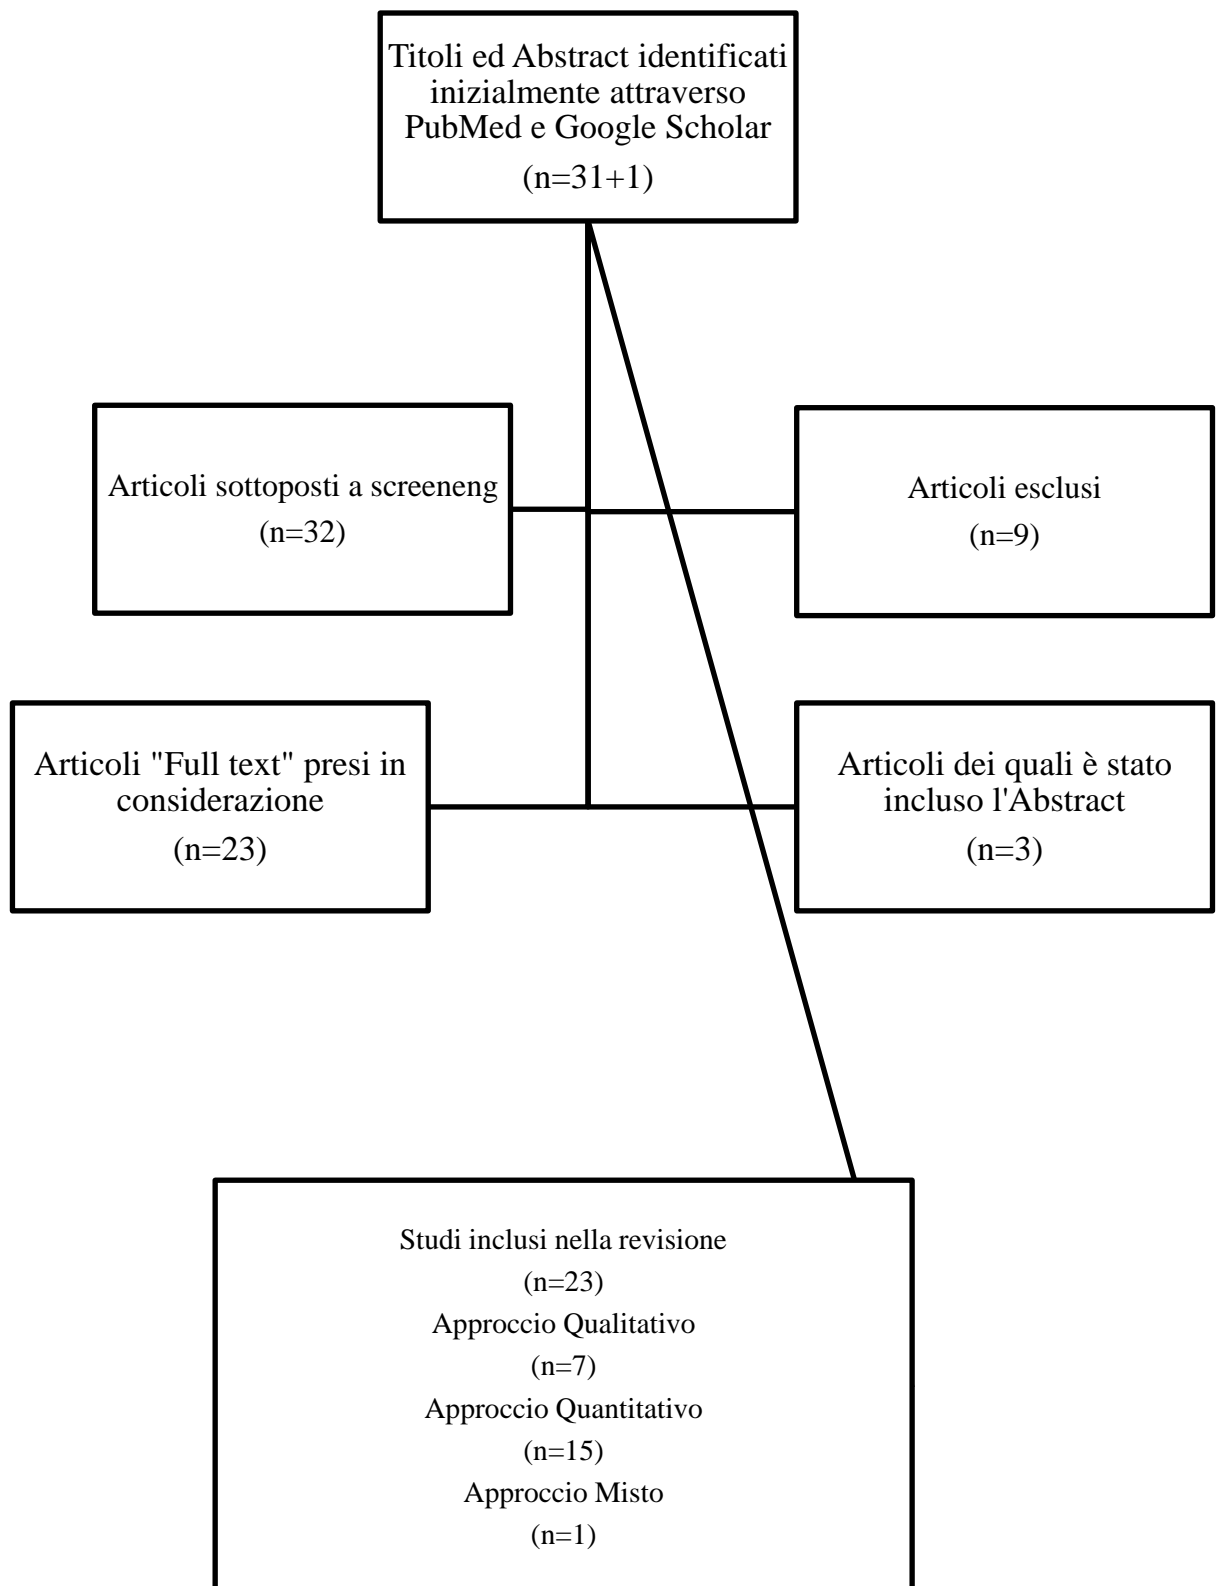 Titoli ed Abstract identificati
inizialmente attraverso
PubMed e Google Scholar
(n=31+1)
Articoli sottoposti a screeneng
(n=32)
Articoli esclusi
(n=9)
Articoli "Full text" presi in
considerazione
(n=23)
Articoli dei quali è stato
incluso l'Abstract
(n=3)
Studi inclusi nella revisione
(n=23)
Approccio Qualitativo
(n=7)
Approccio Quantitativo
(n=15)
Approccio Misto
(n=1)